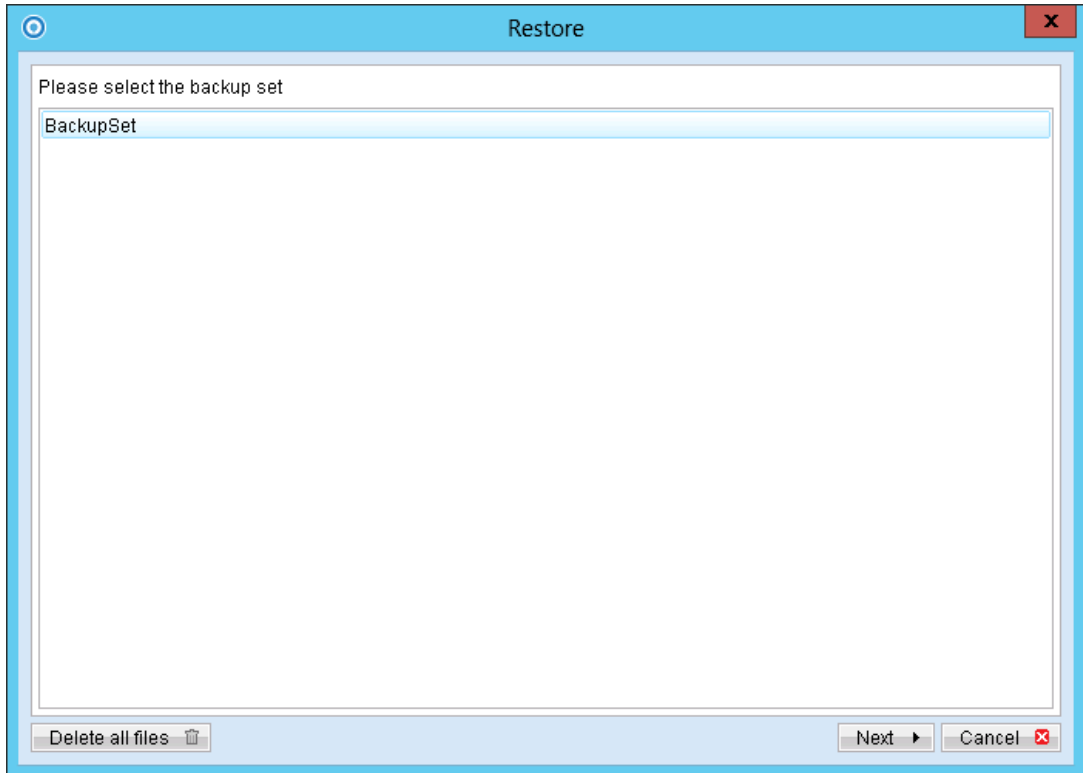 Restore
x
Please select the backup set
BackupSet
Delete all files
Next
Cancel